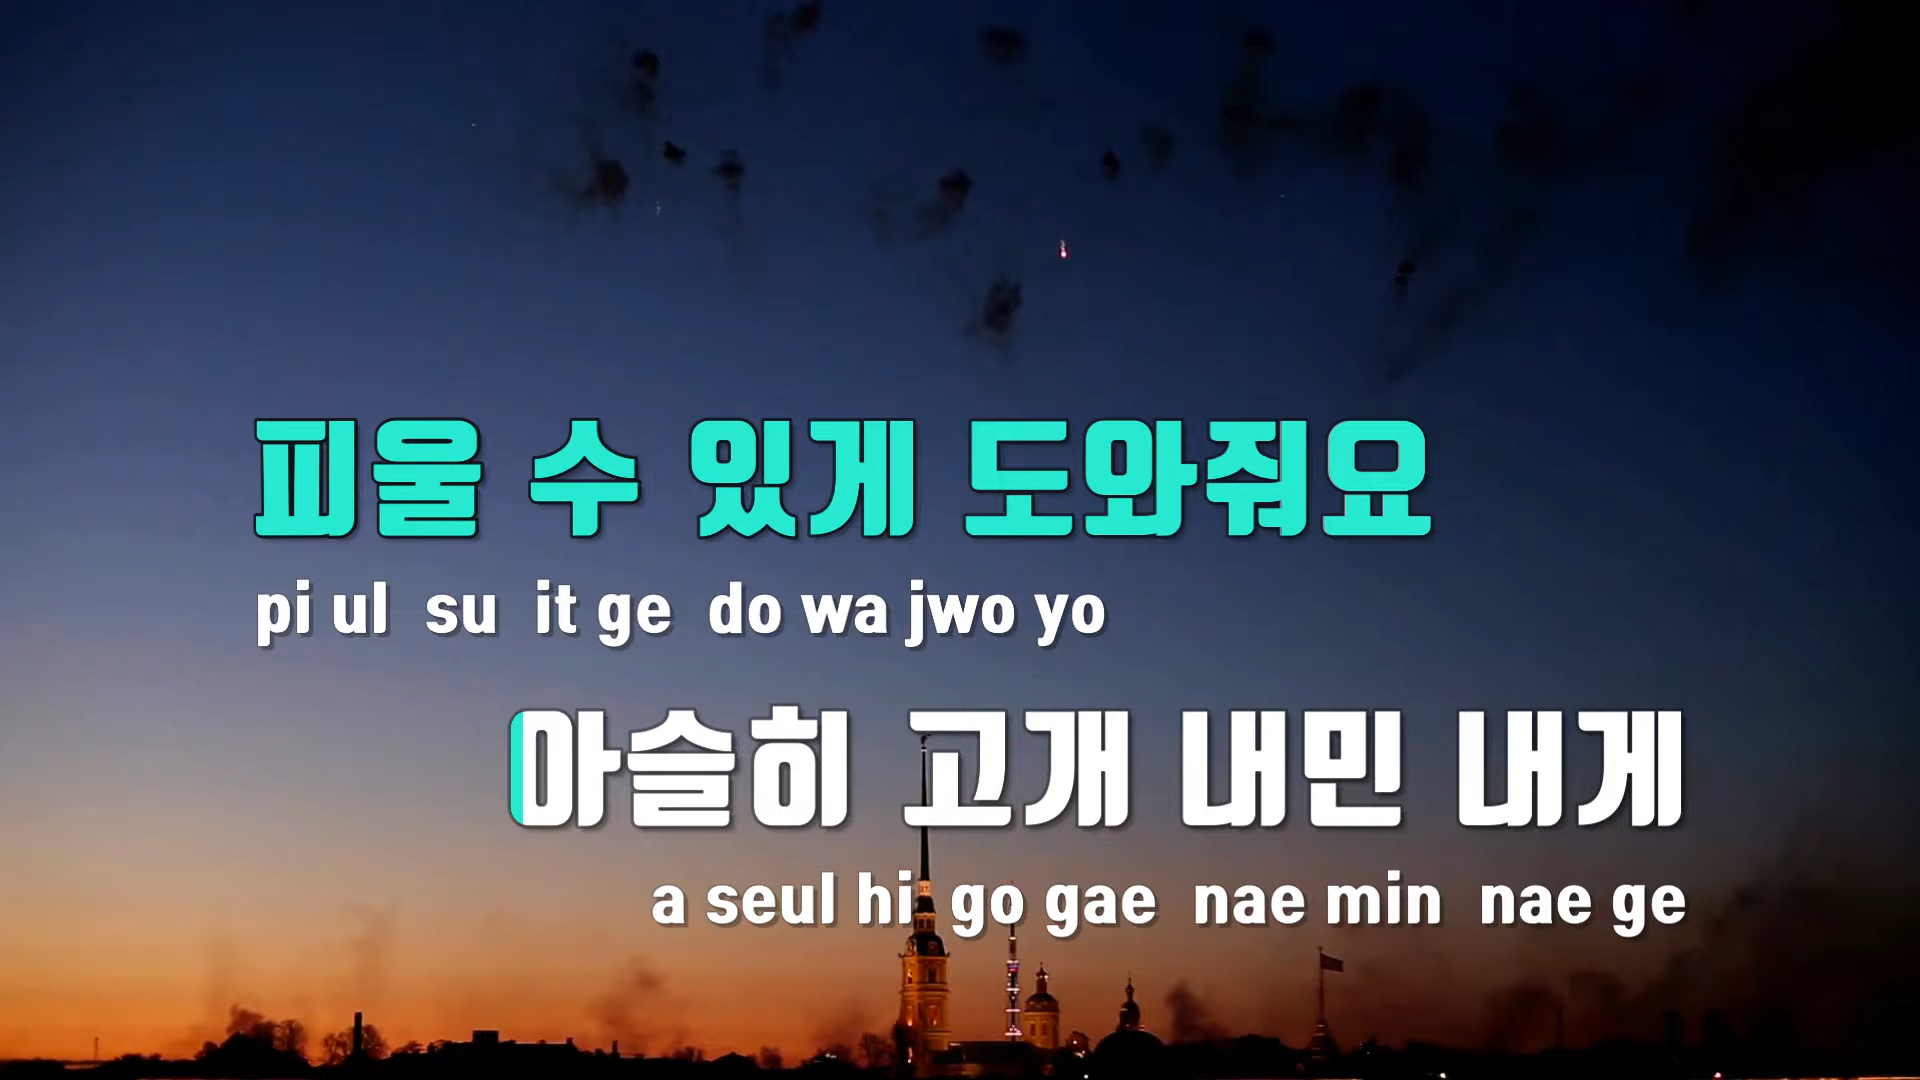 피울 수 있게 도와줘요
pi ul su it ge do wa jwo yo
아슬히 고개 내민 내게
a seul hi go gae nae min nae ge